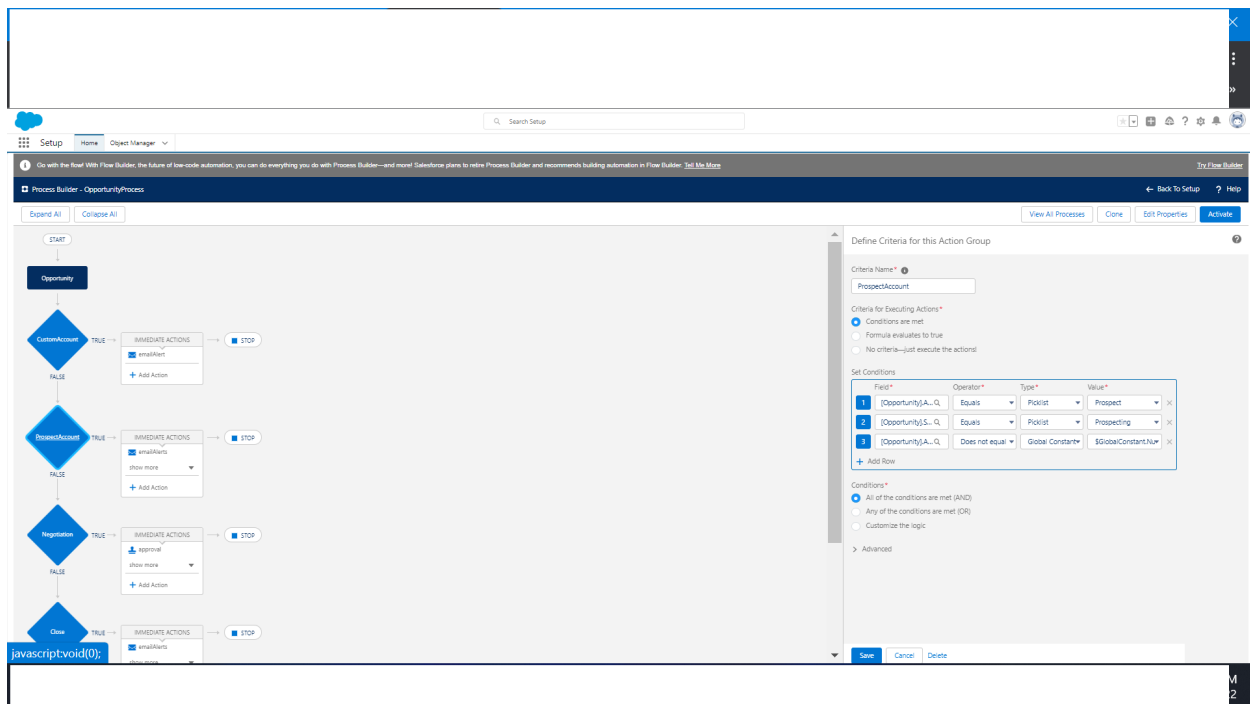 Search Setup
Setup Home Object Manager
Go with the flow! With Flow Builder, the future of low-code automation, you can do everything you do with Process Builder—and more! Salesforce plans to retire Process Builder and recommends building automation in Flow Builder. Tell Me More Try Flow Builder
Process Builder - OpportunityProcess ← Back To Setup ? Help
Expand All Collapse All View All Processes Clone Edit Properties Activate
START
Opportunity
CustomAccount TRUE IMMEDIATE ACTIONS STOP
emailAlert
+ Add Action
FALSE
ProspectAccount TRUE IMMEDIATE ACTIONS STOP
emailAlerts
show more
+ Add Action
FALSE
Negotiation TRUE IMMEDIATE ACTIONS STOP
approval
show more
+ Add Action
FALSE
Close TRUE IMMEDIATE ACTIONS STOP
emailAlerts
show more
javascript:void(0);
Define Criteria for this Action Group
Criteria Name*
ProspectAccount
Criteria for Executing Actions*
Conditions are met
Formula evaluates to true
No criteria—just execute the actions!
Set Conditions
Field* Operator* Type* Value*
1 [Opportunity].A... Equals Picklist Prospect
2 [Opportunity].S... Equals Picklist Prospecting
3 [Opportunity].A... Does not equal Global Constant $GlobalConstant.Nu
+ Add Row
Conditions*
All of the conditions are met (AND)
Any of the conditions are met (OR)
Customize the logic
> Advanced
Save Cancel Delete
M
22